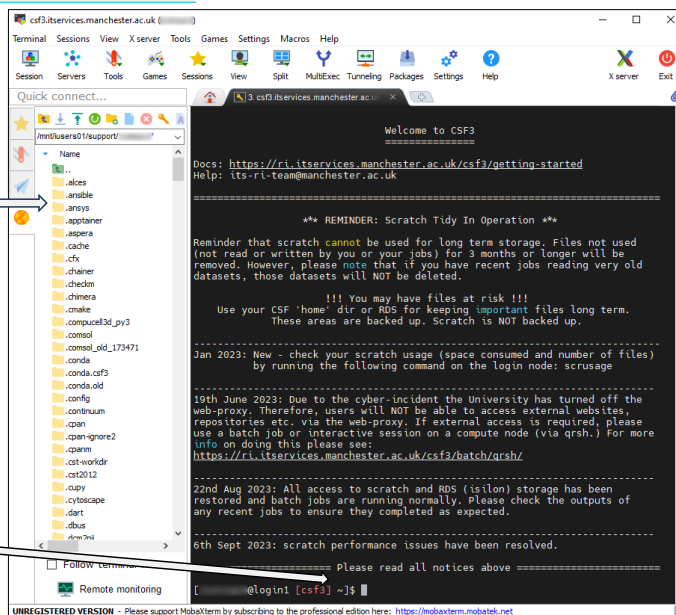 csf3.itservices.manchester.ac.uk (
Terminal Sessions View X server Tools Games Settings Macros Help
Session Servers Tools Games Sessions View Split MultiExec Tunneling Packages Settings Help X server Exit
Quick connect...
3. csf3.itservices.manchester.ac.u
/mnt/iusers01/support/
Name
..
.alces
.ansible
.ansys
.apptainer
.aspera
.cache
.cfx
.chainer
.checkm
.chimera
.cmake
.compucell3d_py3
.comsol
.comsol_old_173471
.conda
.conda.csf3
.conda.old
.config
.continuum
.cpan
.cpan-ignore2
.cpanm
.cst-workdir
.cst2012
.cupy
.cytoscape
.dart
.dbus
.dcm2nii
Follow termin
Remote monitoring
Welcome to CSF3
===============
Docs: https://ri.itservices.manchester.ac.uk/csf3/getting-started
Help: its-ri-team@manchester.ac.uk
*** REMINDER: Scratch Tidy In Operation ***
Reminder that scratch cannot be used for long term storage. Files not used
(not read or written by you or your jobs) for 3 months or longer will be
removed. However, please note that if you have recent jobs reading very old
datasets, those datasets will NOT be deleted.
!!! You may have files at risk !!!
Use your CSF 'home' dir or RDS for keeping important files long term.
These areas are backed up. Scratch is NOT backed up.
Jan 2023: New - check your scratch usage (space consumed and number of files)
by running the following command on the login node: scrusage
19th June 2023: Due to the cyber-incident the University has turned off the
web-proxy. Therefore, users will NOT be able to access external websites,
repositories etc. via the web-proxy. If external access is required, please
use a batch job or interactive session on a compute node (via qrsh.) For more
info on doing this please see:
https://ri.itservices.manchester.ac.uk/csf3/batch/qrsh/
22nd Aug 2023: All access to scratch and RDS (isilon) storage has been
restored and batch jobs are running normally. Please check the outputs of
any recent jobs to ensure they completed as expected.
6th Sept 2023: scratch performance issues have been resolved.
==================== Please read all notices above ====================
[ @login1 [csf3] ~]$
UNREGISTERED VERSION - Please support MobaXterm by subscribing to the professional edition here: https://mobaxterm.mobatek.net